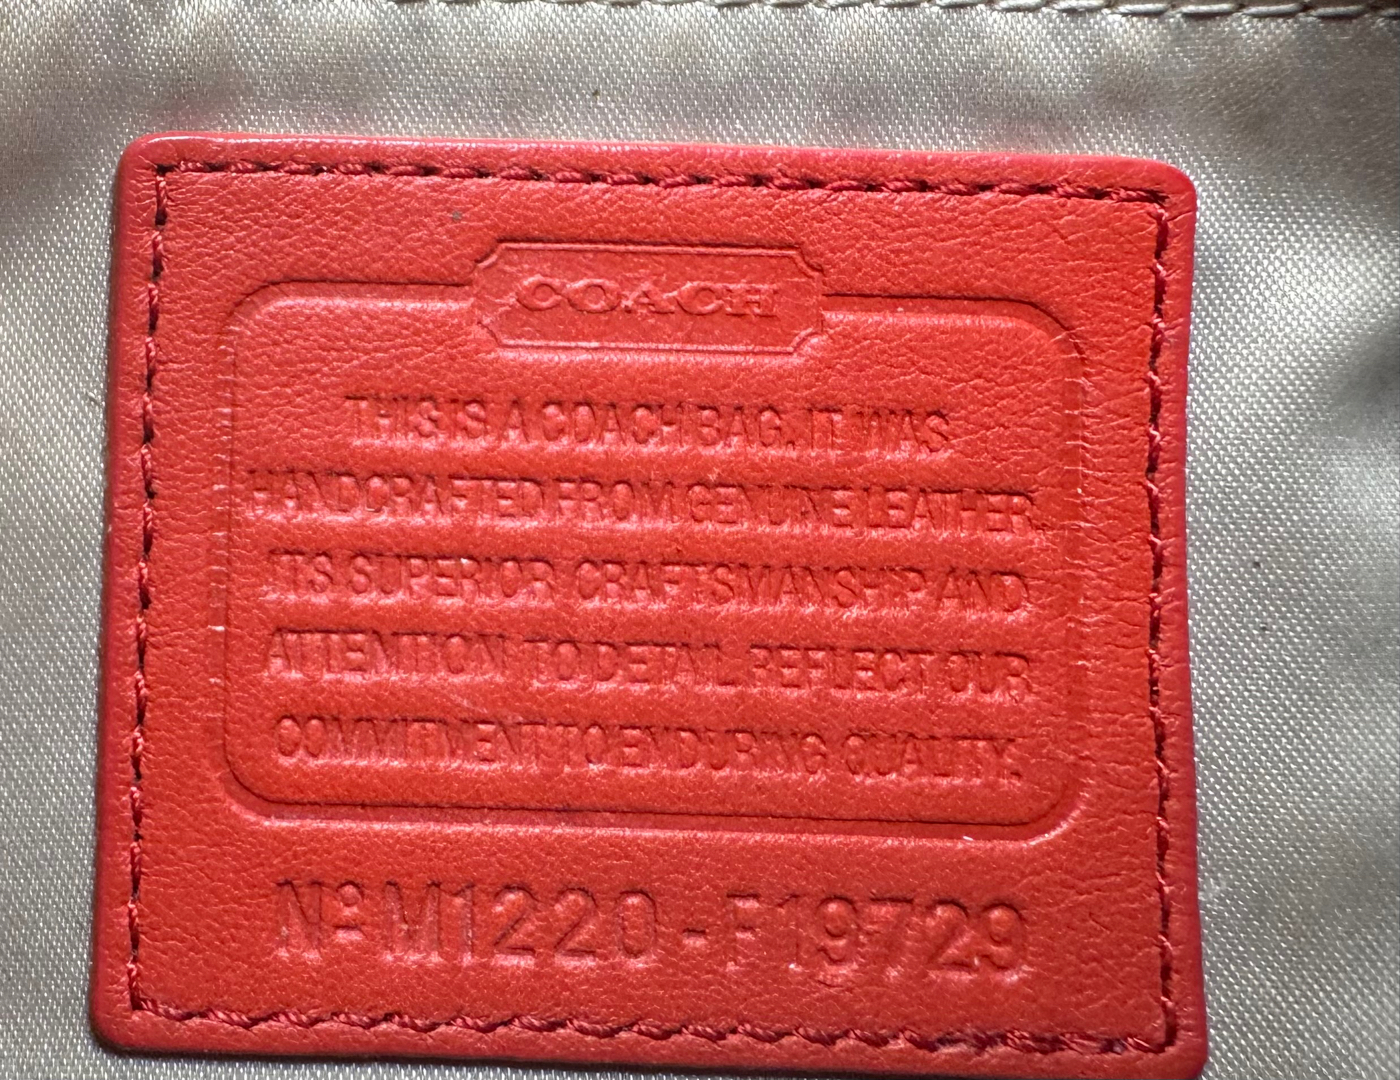 COACH
THIS IS A COACH BAG. IT WAS
HANDCRAFTED FROM GENUINE LEATHER.
ITS SUPERIOR CRAFTSMANSHIP AND
ATTENTION TO DETAIL REFLECT OUR
COMMITMENT TO ENDURING QUALITY.
Nº M1220-F19729